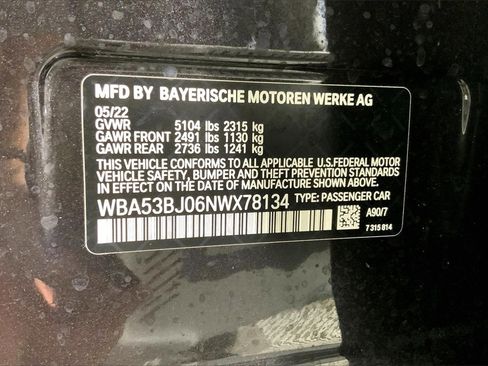 MFD BY BAYERISCHE MOTOREN WERKE AG
05/22
GVWR 5104 lbs 2315 kg
GAWR FRONT 2491 lbs 1130 kg
GAWR REAR 2736 lbs 1241 kg
THIS VEHICLE CONFORMS TO ALL APPLICABLE U.S.FEDERAL MOTOR
VEHICLE SAFETY, BUMPER AND THEFT PREVENTION STANDARDS
IN EFFECT ON THE DATE OF MANUFACTURE SHOWN ABOVE.
WBA53BJ06NWX78134 TYPE: PASSENGER CAR
A90/7
7 315 814